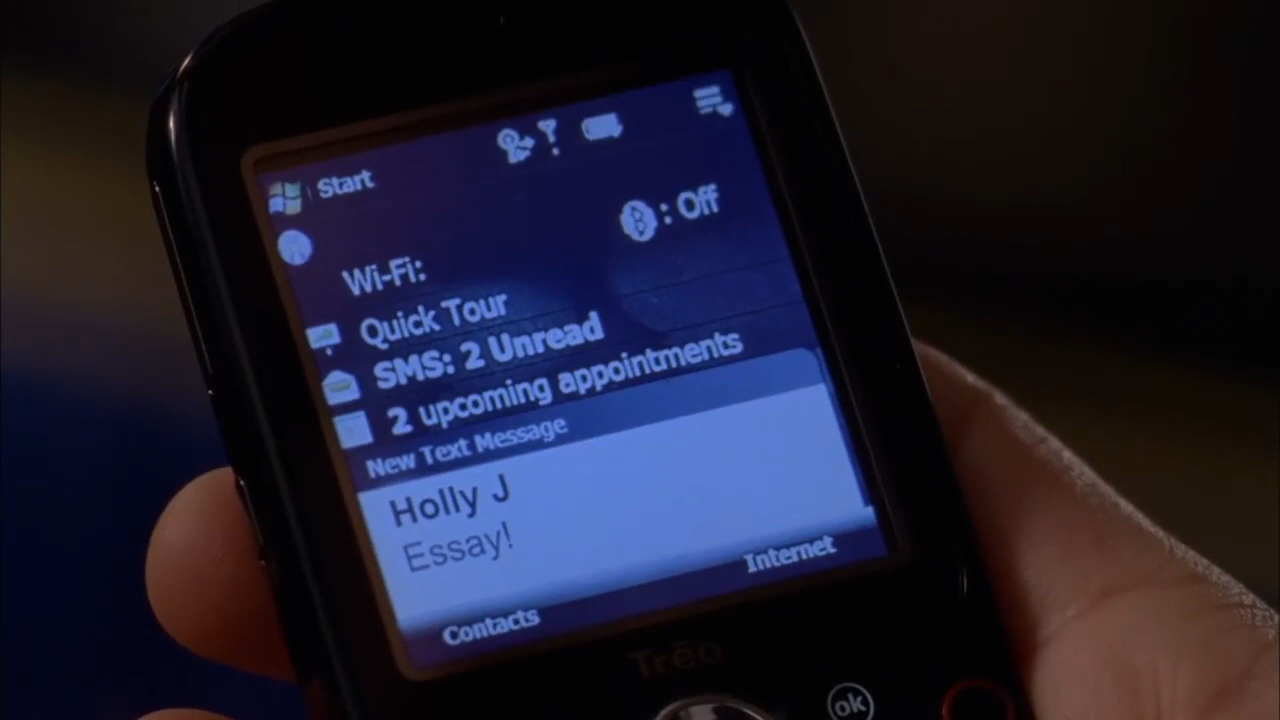 Start
: Off
Wi-Fi:
Quick Tour
SMS: 2 Unread
2 upcoming appointments
New Text Message
Holly J
Essay!
Contacts Internet
Trēo
ok